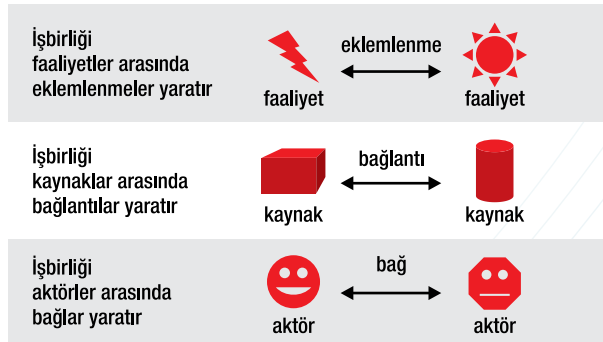 İşbirliği
faaliyetler arasında
eklemlenmeler yaratır
eklemlenme
faaliyet
faaliyet
İşbirliği
kaynaklar arasında
bağlantılar yaratır
bağlantı
kaynak
kaynak
İşbirliği
aktörler arasında
bağlar yaratır
bağ
aktör
aktör